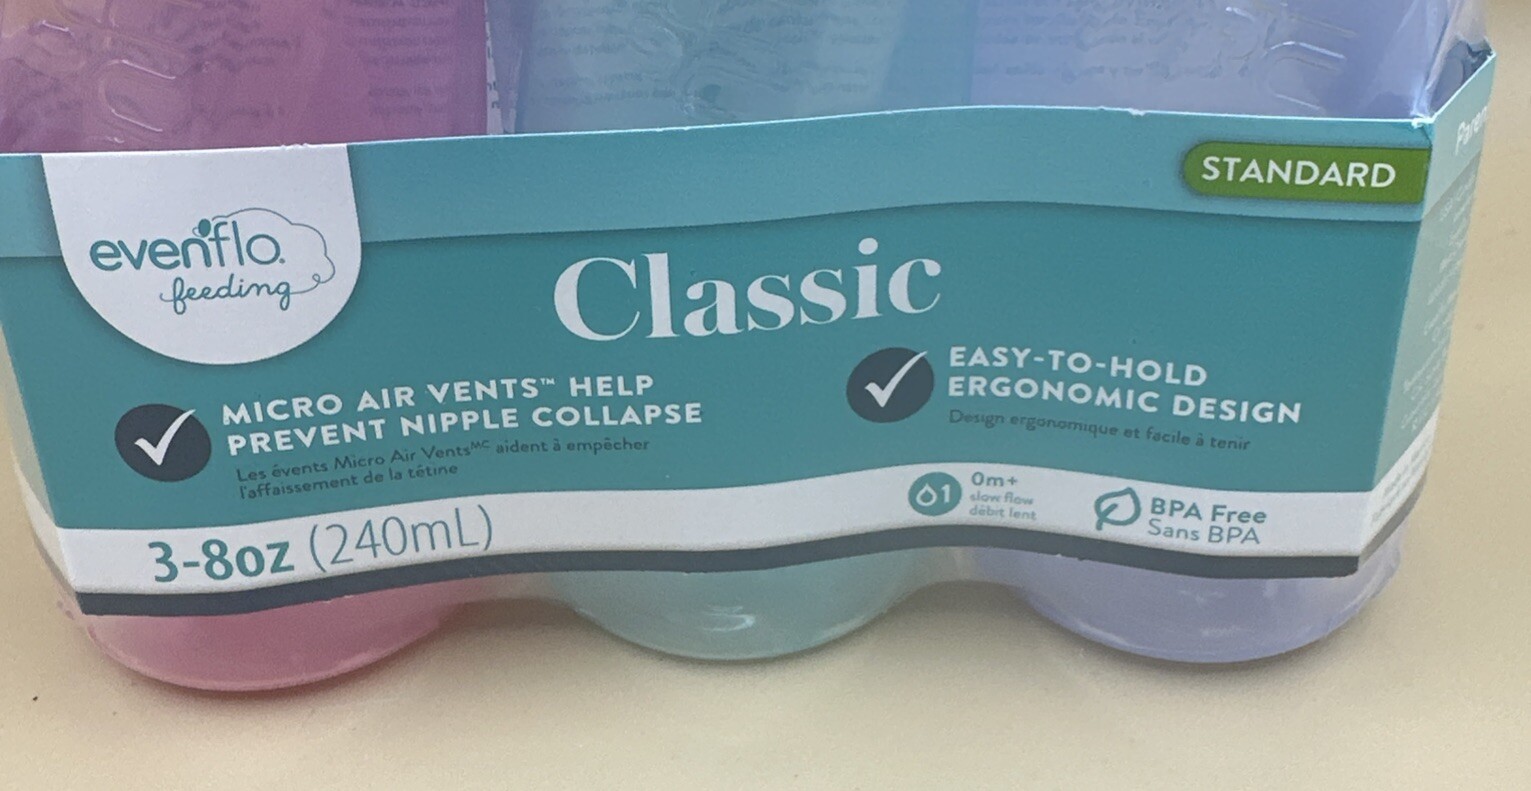 STANDARD
evenflo.
feeding
Classic
MICRO AIR VENTS™ HELP
PREVENT NIPPLE COLLAPSE
Les évents Micro Air Ventsᴹᶜ aident à empêcher
l'affaissement de la tétine
EASY-TO-HOLD
ERGONOMIC DESIGN
Design ergonomique et facile à tenir
3-8oz (240mL)
1
0m+
slow flow
débit lent
BPA Free
Sans BPA